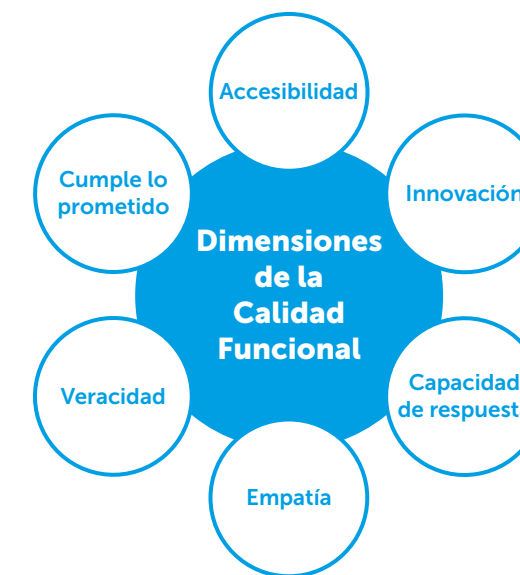 Accesibilidad
Innovación
Capacidad
de respuest
Empatía
Veracidad
Cumple lo
prometido
Dimensiones
de la
Calidad
Funcional